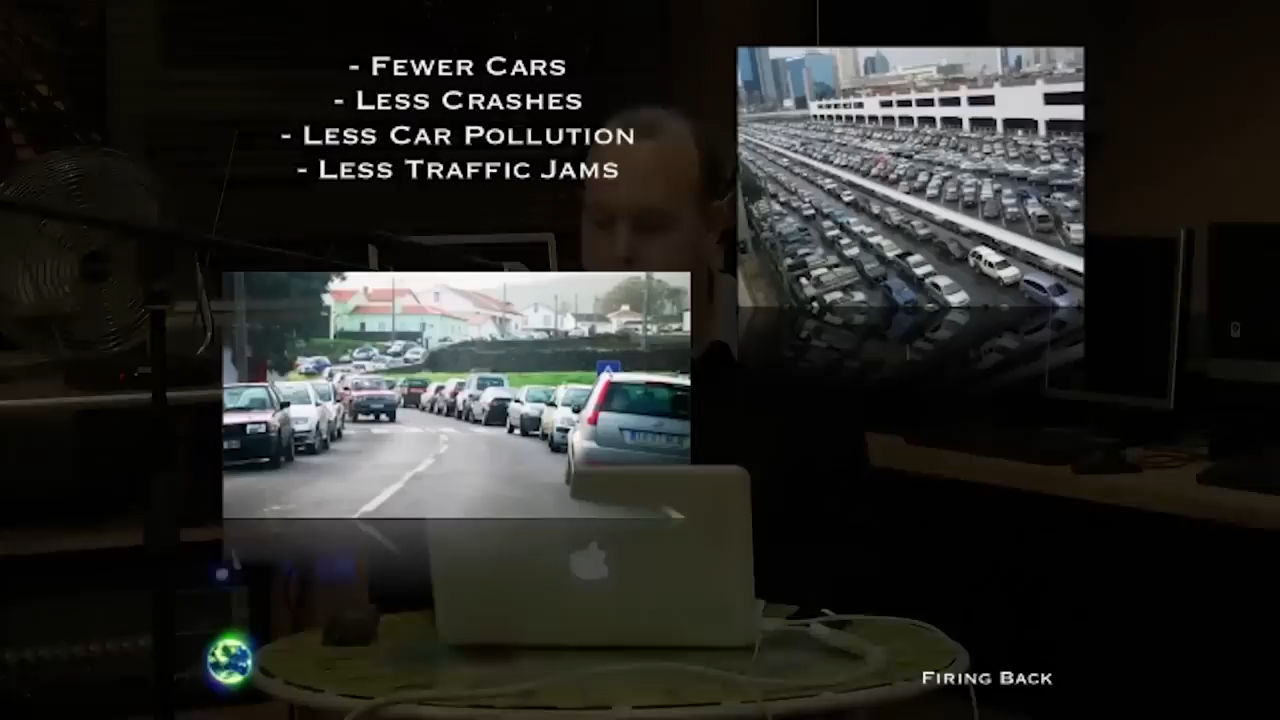 - FEWER CARS
- LESS CRASHES
- LESS CAR POLLUTION
- LESS TRAFFIC JAMS
FIRING BACK